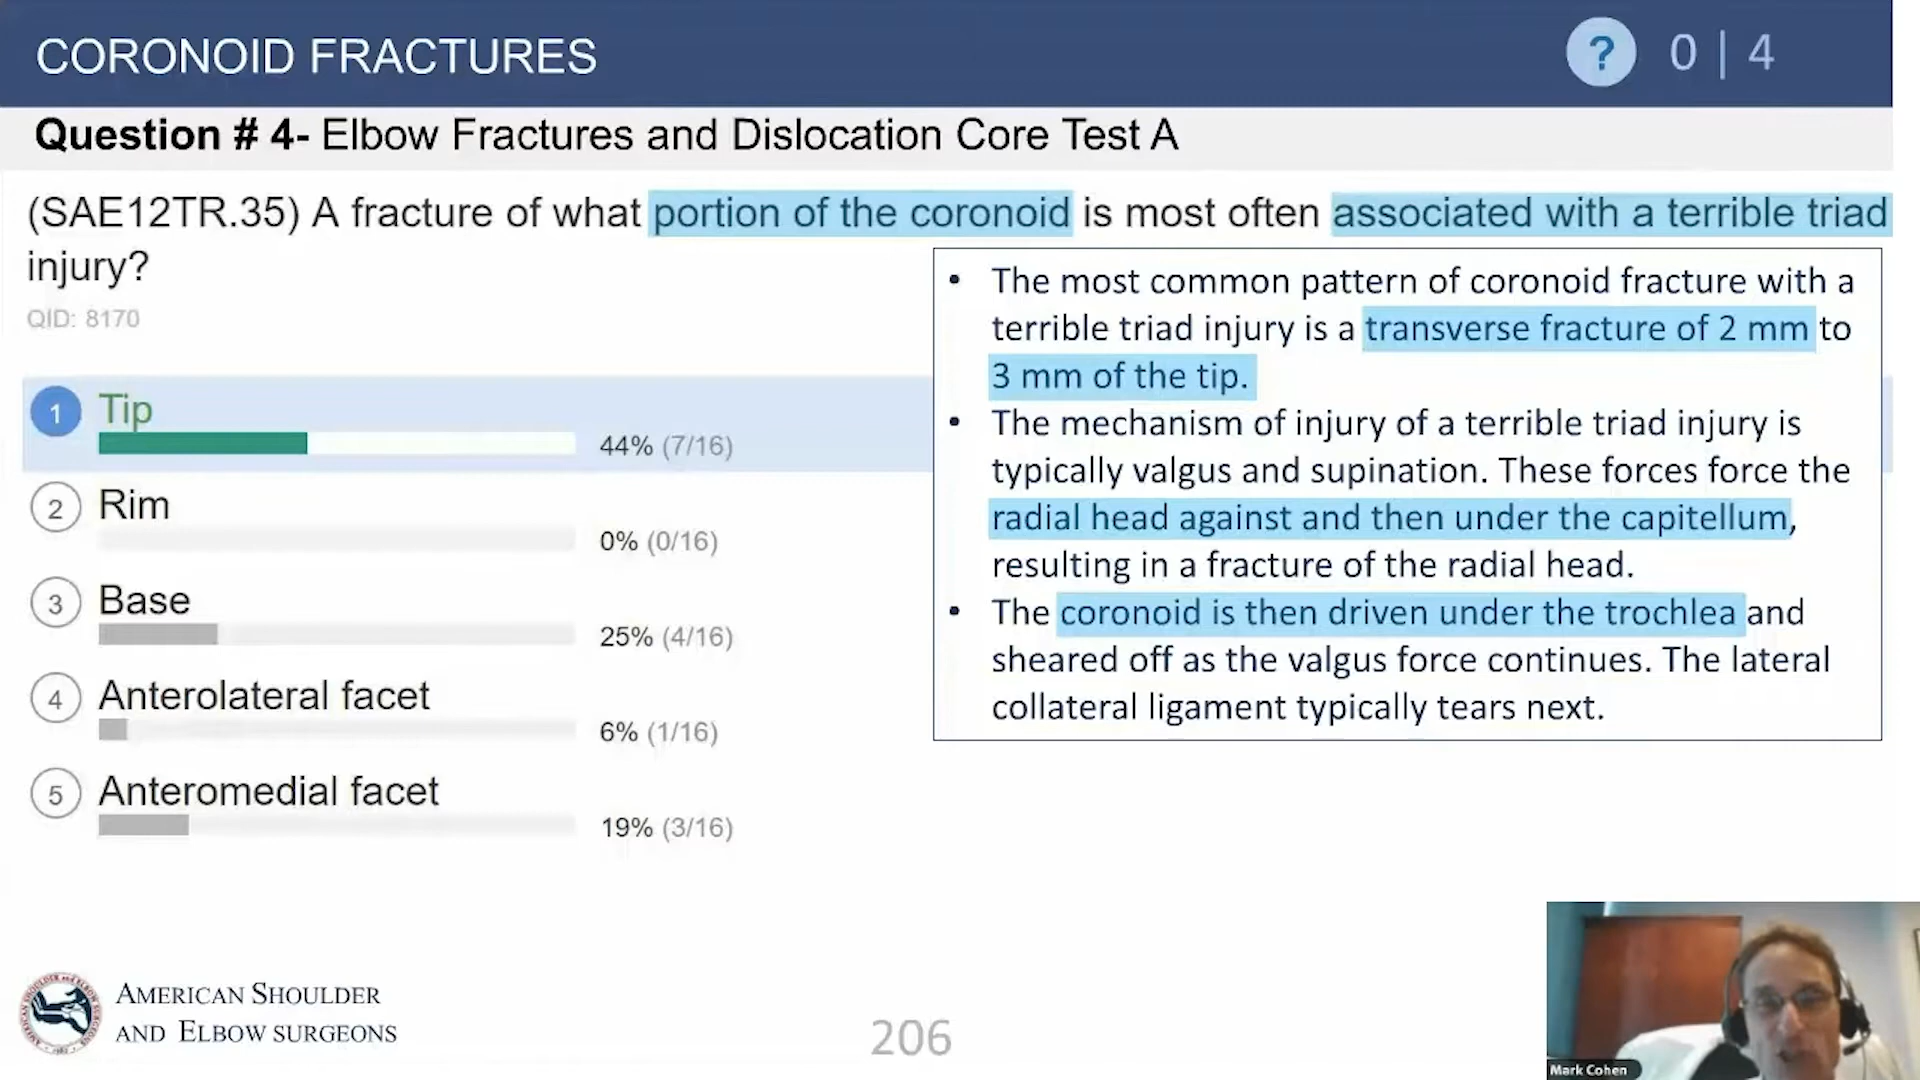 CORONOID FRACTURES
? 0 | 4
Question # 4- Elbow Fractures and Dislocation Core Test A
(SAE12TR.35) A fracture of what portion of the coronoid is most often associated with a terrible triad
injury?
QID: 8170
1 Tip
44% (7/16)
2 Rim
0% (0/16)
3 Base
25% (4/16)
4 Anterolateral facet
6% (1/16)
5 Anteromedial facet
19% (3/16)
• The most common pattern of coronoid fracture with a
terrible triad injury is a transverse fracture of 2 mm to
3 mm of the tip.
• The mechanism of injury of a terrible triad injury is
typically valgus and supination. These forces force the
radial head against and then under the capitellum,
resulting in a fracture of the radial head.
• The coronoid is then driven under the trochlea and
sheared off as the valgus force continues. The lateral
collateral ligament typically tears next.
AMERICAN SHOULDER
AND ELBOW SURGEONS
206
Mark Cohen